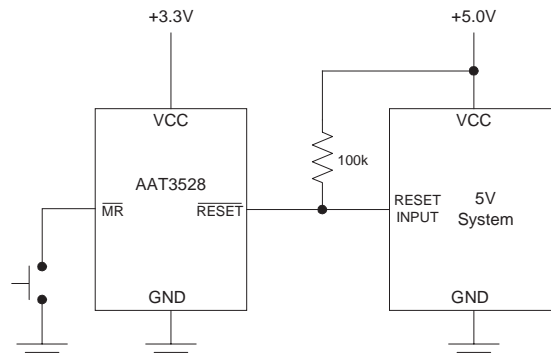 +3.3V
+5.0V
VCC
VCC
100k
AAT3528
MR
RESET
RESET
INPUT
5V
System
GND
GND